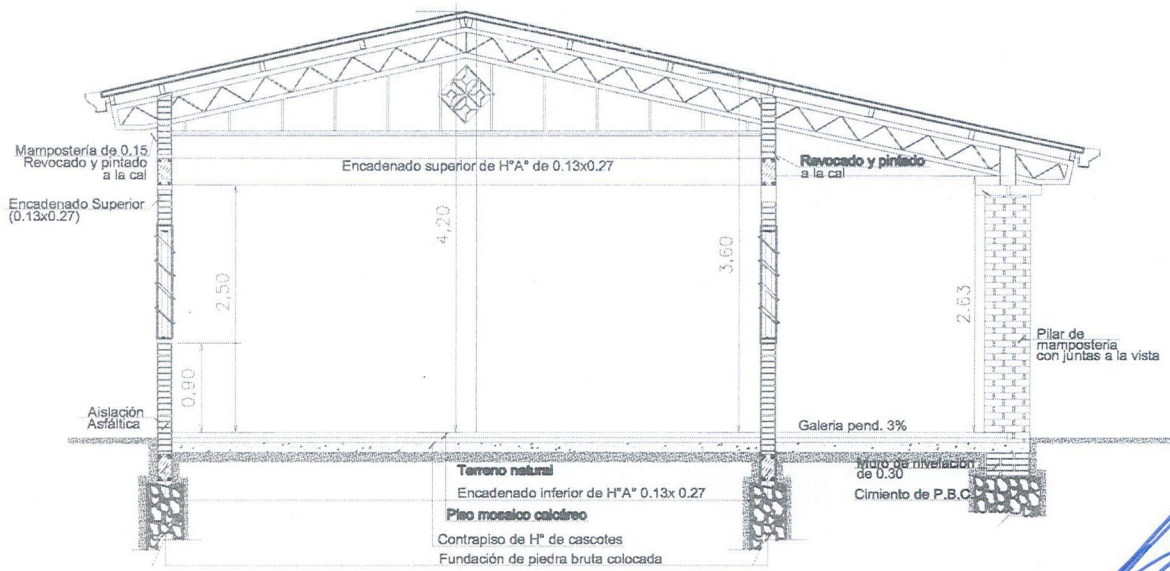 Mampostería de 0.15
Revocado y pintado
a la cal
Encadenado superior de H°A° de 0.13x0.27
Revocado y pintado
a la cal
Encadenado Superior
(0.13x0.27)
4,20
3,60
2,50
2.63
0,90
Pilar de
mampostería
con juntas a la vista
Aislación
Asfáltica
Galeria pend. 3%
Terreno natural
Muro de nivelación
de 0.30
Encadenado inferior de H°A° 0.13x 0.27
Cimiento de P.B.C.
Piso mosaico calcáreo
Contrapiso de H° de cascotes
Fundación de piedra bruta colocada